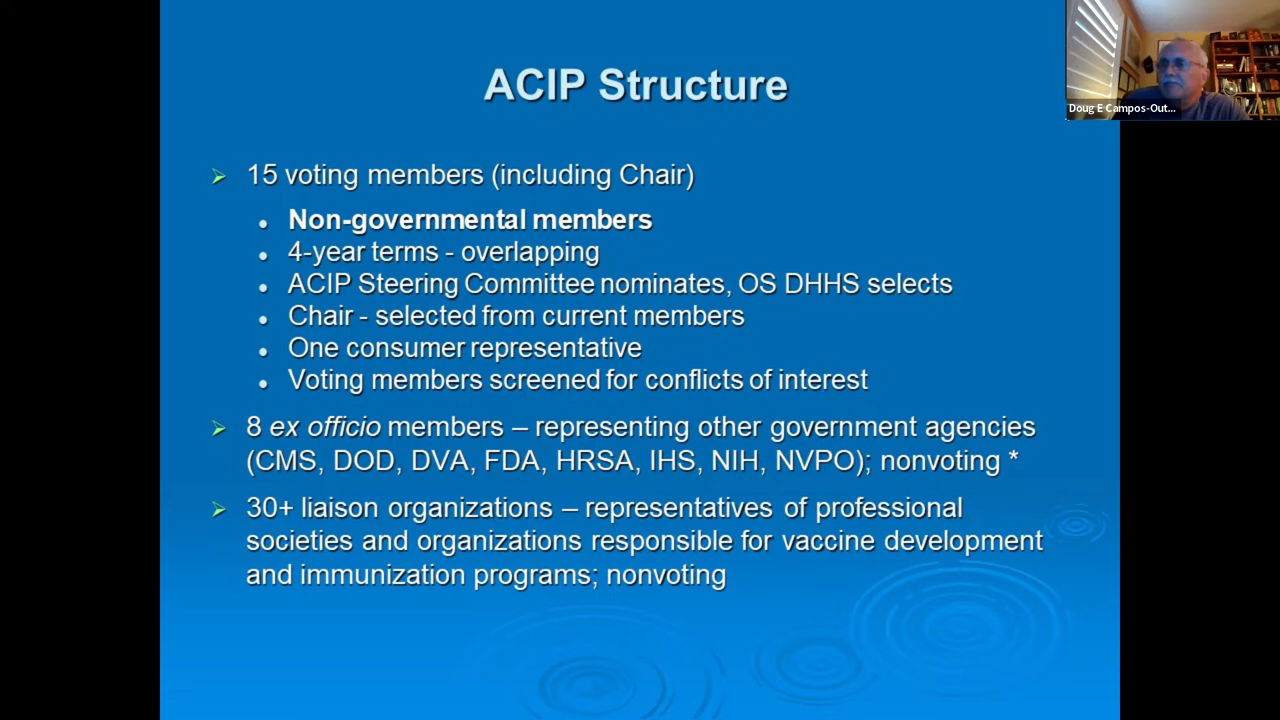 ACIP Structure
Doug E Campos-Out...
15 voting members (including Chair)
Non-governmental members
4-year terms - overlapping
ACIP Steering Committee nominates, OS DHHS selects
Chair - selected from current members
One consumer representative
Voting members screened for conflicts of interest
8 ex officio members – representing other government agencies
(CMS, DOD, DVA, FDA, HRSA, IHS, NIH, NVPO); nonvoting *
30+ liaison organizations – representatives of professional
societies and organizations responsible for vaccine development
and immunization programs; nonvoting